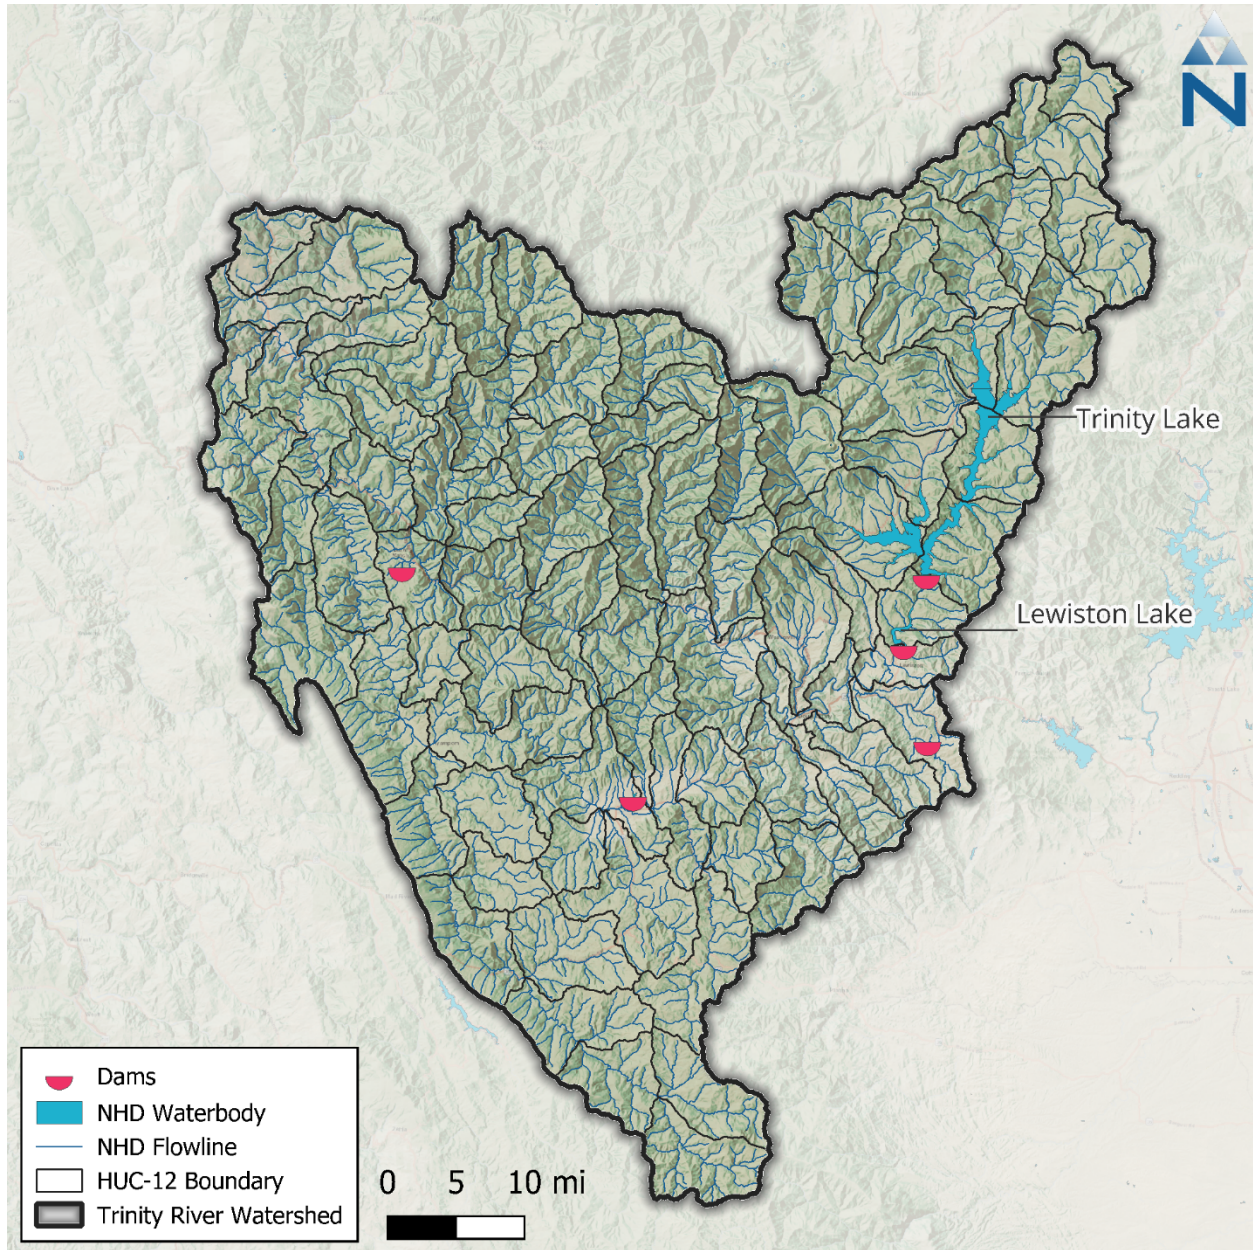 N
Trinity Lake
Lewiston Lake
Dams
NHD Waterbody
NHD Flowline
HUC-12 Boundary
Trinity River Watershed
0 5 10 mi